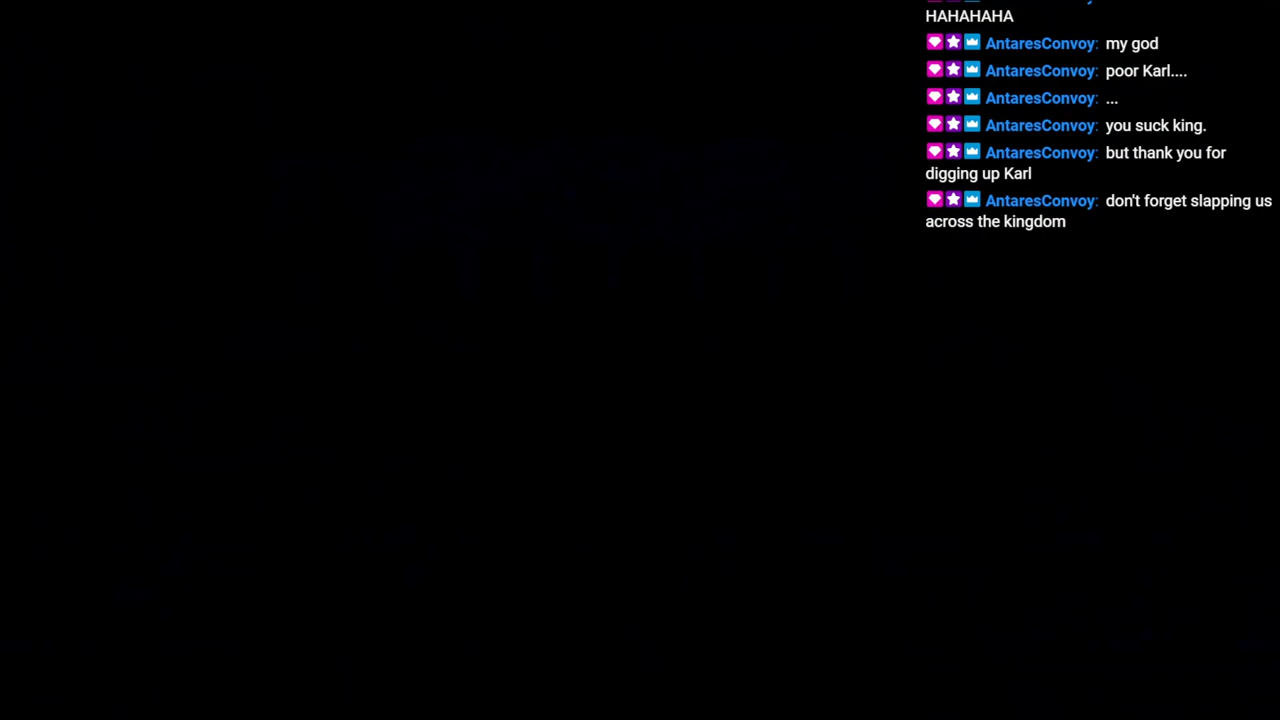 HAHAHAHA
AntaresConvoy: my god
AntaresConvoy: poor Karl....
AntaresConvoy: ...
AntaresConvoy: you suck king.
AntaresConvoy: but thank you for
digging up Karl
AntaresConvoy: don't forget slapping us
across the kingdom